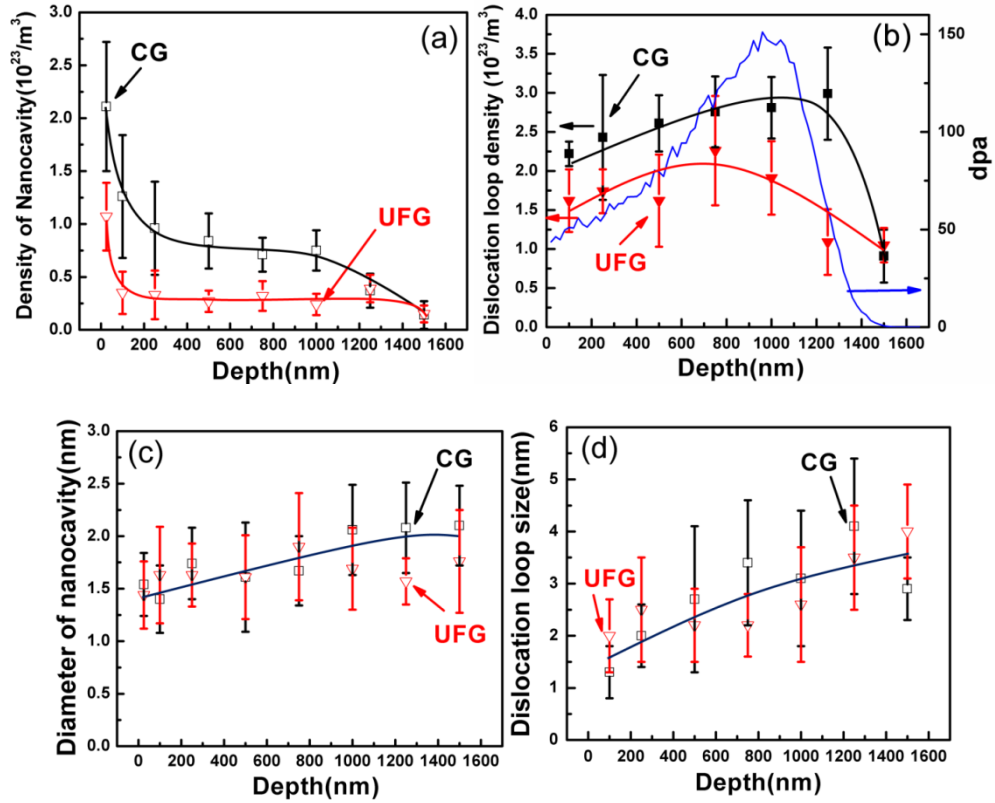 (a)
CG
UFG
Density of Nanocavity(10^23/m^3)
3.0
2.5
2.0
1.5
1.0
0.5
0.0
0 200 400 600 800 1000 1200 1400 1600
Depth(nm)
(b)
CG
UFG
Dislocation loop density (10^23/m^3)
4.0
3.5
3.0
2.5
2.0
1.5
1.0
0.5
0.0
150
100
50
0
dpa
0 200 400 600 800 1000 1200 1400 1600
Depth(nm)
(c)
CG
UFG
Diameter of nanocavity(nm)
3.0
2.5
2.0
1.5
1.0
0.5
0.0
0 200 400 600 800 1000 1200 1400 1600
Depth(nm)
(d)
CG
UFG
Dislocation loop size(nm)
6
5
4
3
2
1
0
0 200 400 600 800 1000 1200 1400 1600
Depth(nm)